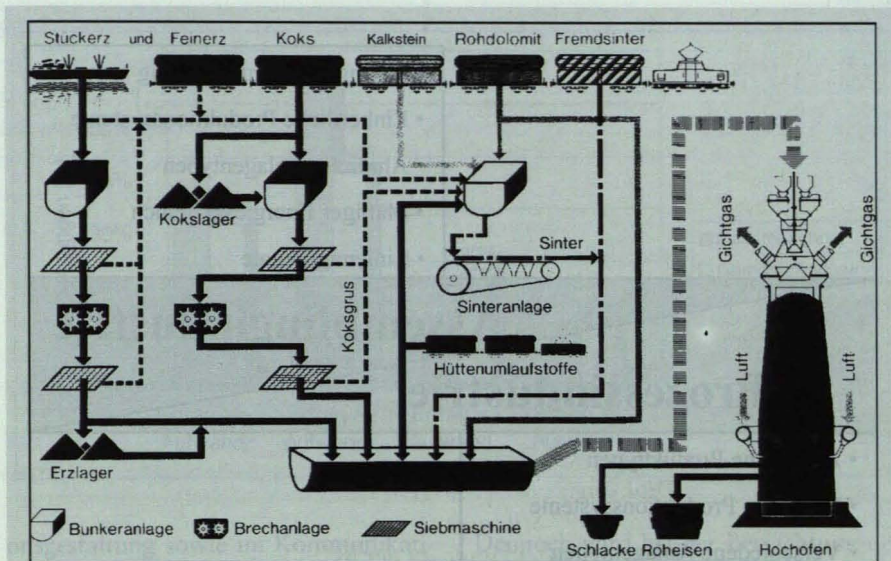 Stückerz und Feinerz Koks Kalkstein Rohdolomit Fremdsinter
Kokslager
Koksgrus
Sinter
Sinteranlage
Hüttenumlaufstoffe
Gichtgas
Gichtgas
Luft
Luft
Erzlager
Bunkeranlage Brechanlage Siebmaschine
Schlacke Roheisen Hochofen